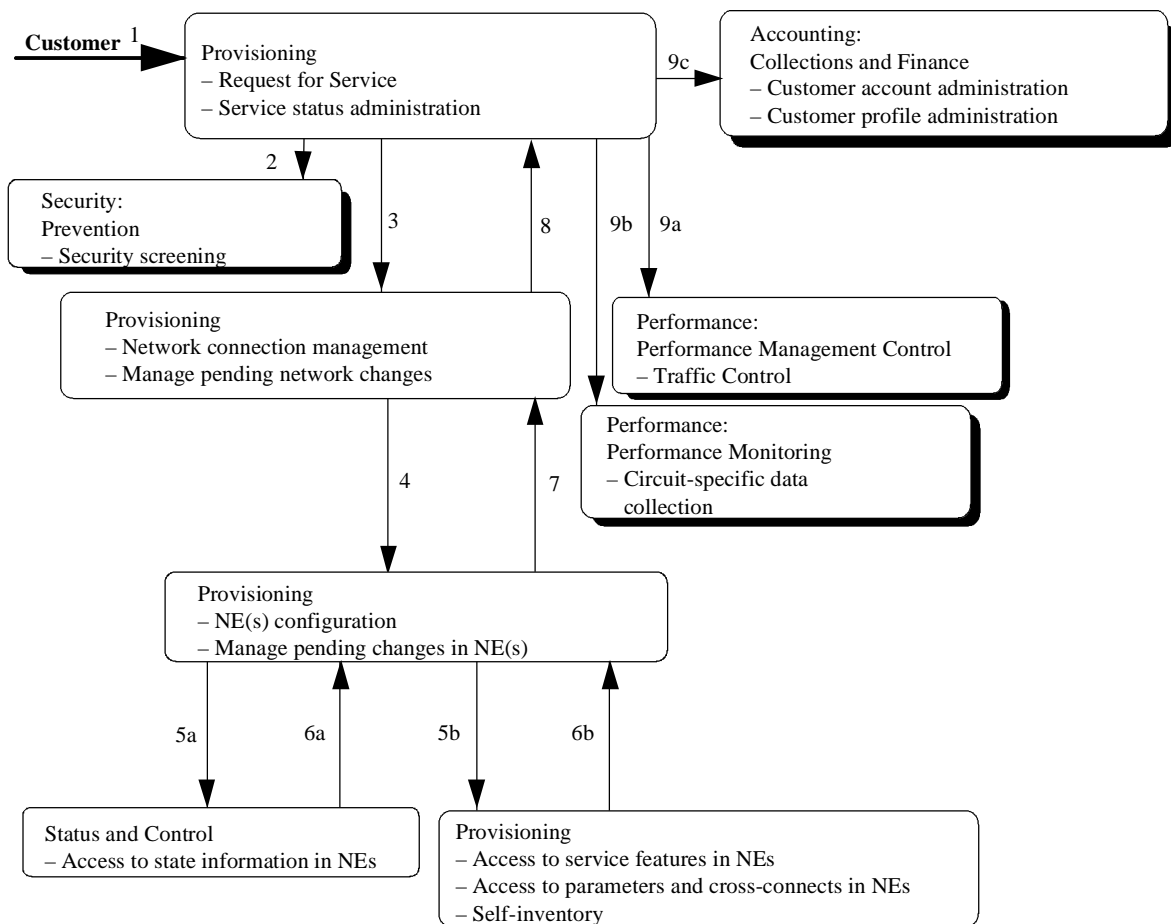 Customer
1
Provisioning
– Request for Service
– Service status administration
9c
Accounting:
Collections and Finance
– Customer account administration
– Customer profile administration
2
Security:
Prevention
– Security screening
3
8
9b
9a
Provisioning
– Network connection management
– Manage pending network changes
Performance:
Performance Management Control
– Traffic Control
Performance:
Performance Monitoring
– Circuit-specific data
collection
4
7
Provisioning
– NE(s) configuration
– Manage pending changes in NE(s)
5a
6a
5b
6b
Status and Control
– Access to state information in NEs
Provisioning
– Access to service features in NEs
– Access to parameters and cross-connects in NEs
– Self-inventory